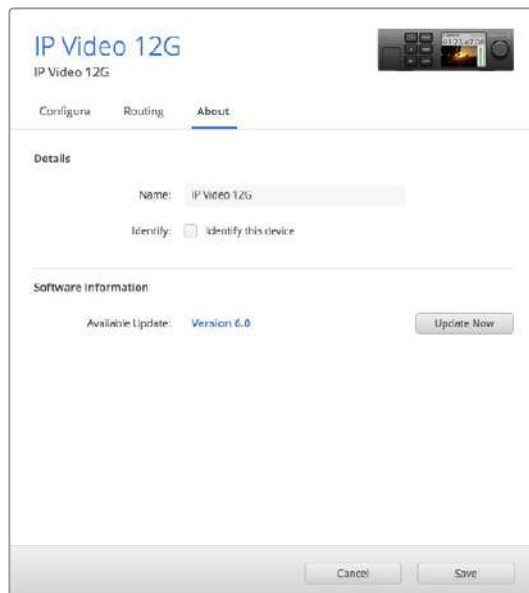 IP Video 12G
IP Video 12G
Configure Routing About
Details
Name: IP Video 12G
Identify: Identify this device
Software Information
Available Update: Version 6.0 Update Now
Cancel Save